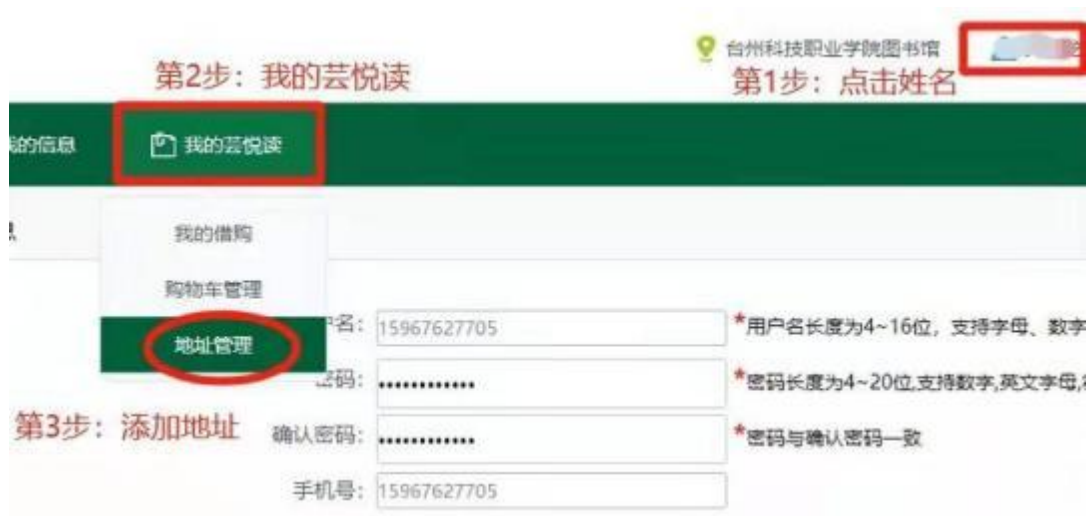 台州科技职业学院图书馆
第2步：我的芸悦读
第1步：点击姓名
我的信息
我的芸悦读
我的借购
购物车管理
地址管理
户名：
15967627705
*用户名长度为4~16位，支持字母、数字
密码：
••••••••••••
*密码长度为4~20位,支持数字,英文字母,
第3步：添加地址
确认密码：
••••••••••••
*密码与确认密码一致
手机号：
15967627705